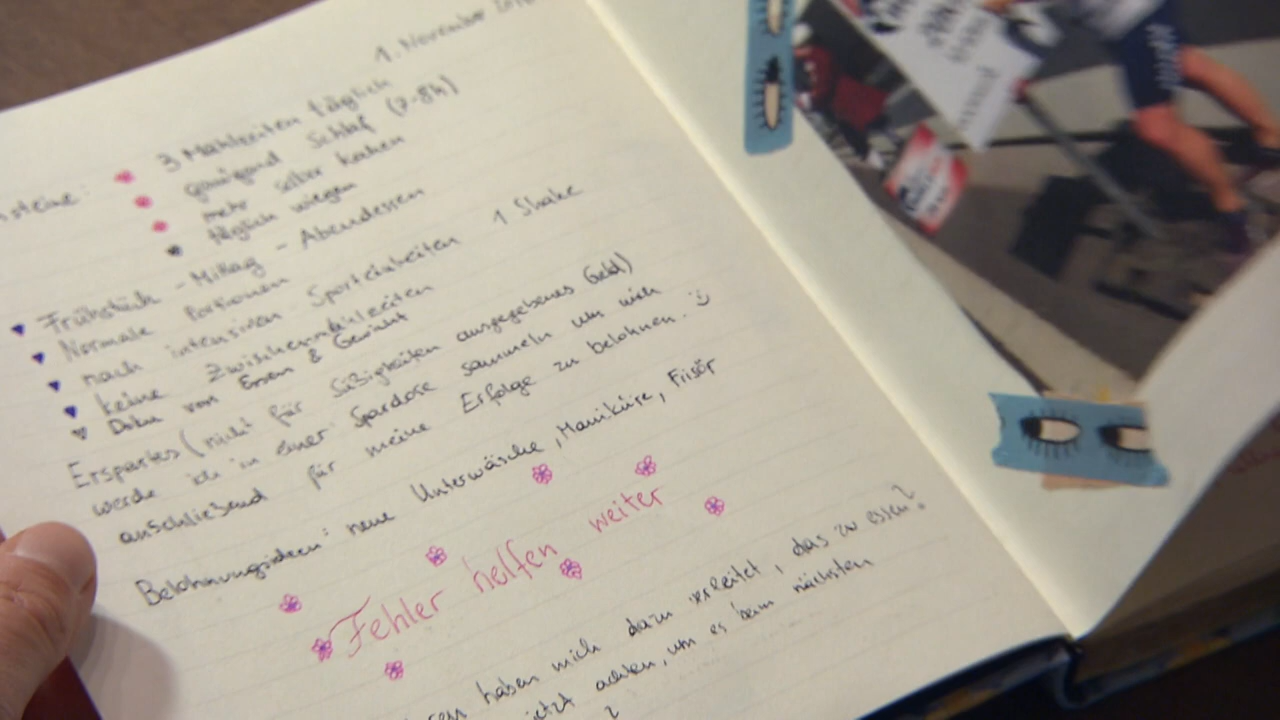 1. November
3 Mahlzeiten täglich
genügend Schlaf (7-8h)
mehr selber kochen
täglich wiegen
Frühstück - Mittag - Abendessen
Normale Portionen
nach intensiven Sporteinheiten 1 Shake
keine Zwischenmahlzeiten
Doku von Essen & Gewicht
Erspartes (nicht für Süßigkeiten ausgegebenes Geld)
werde ich in einer Spardose sammeln um mich
anschließend für meine Erfolge zu belohnen.
Belohnungsideen: neue Unterwäsche, Maniküre, Frisör
Fehler helfen weiter
haben mich dazu verleitet, das zu essen?
jetzt achten, um es beim nächsten